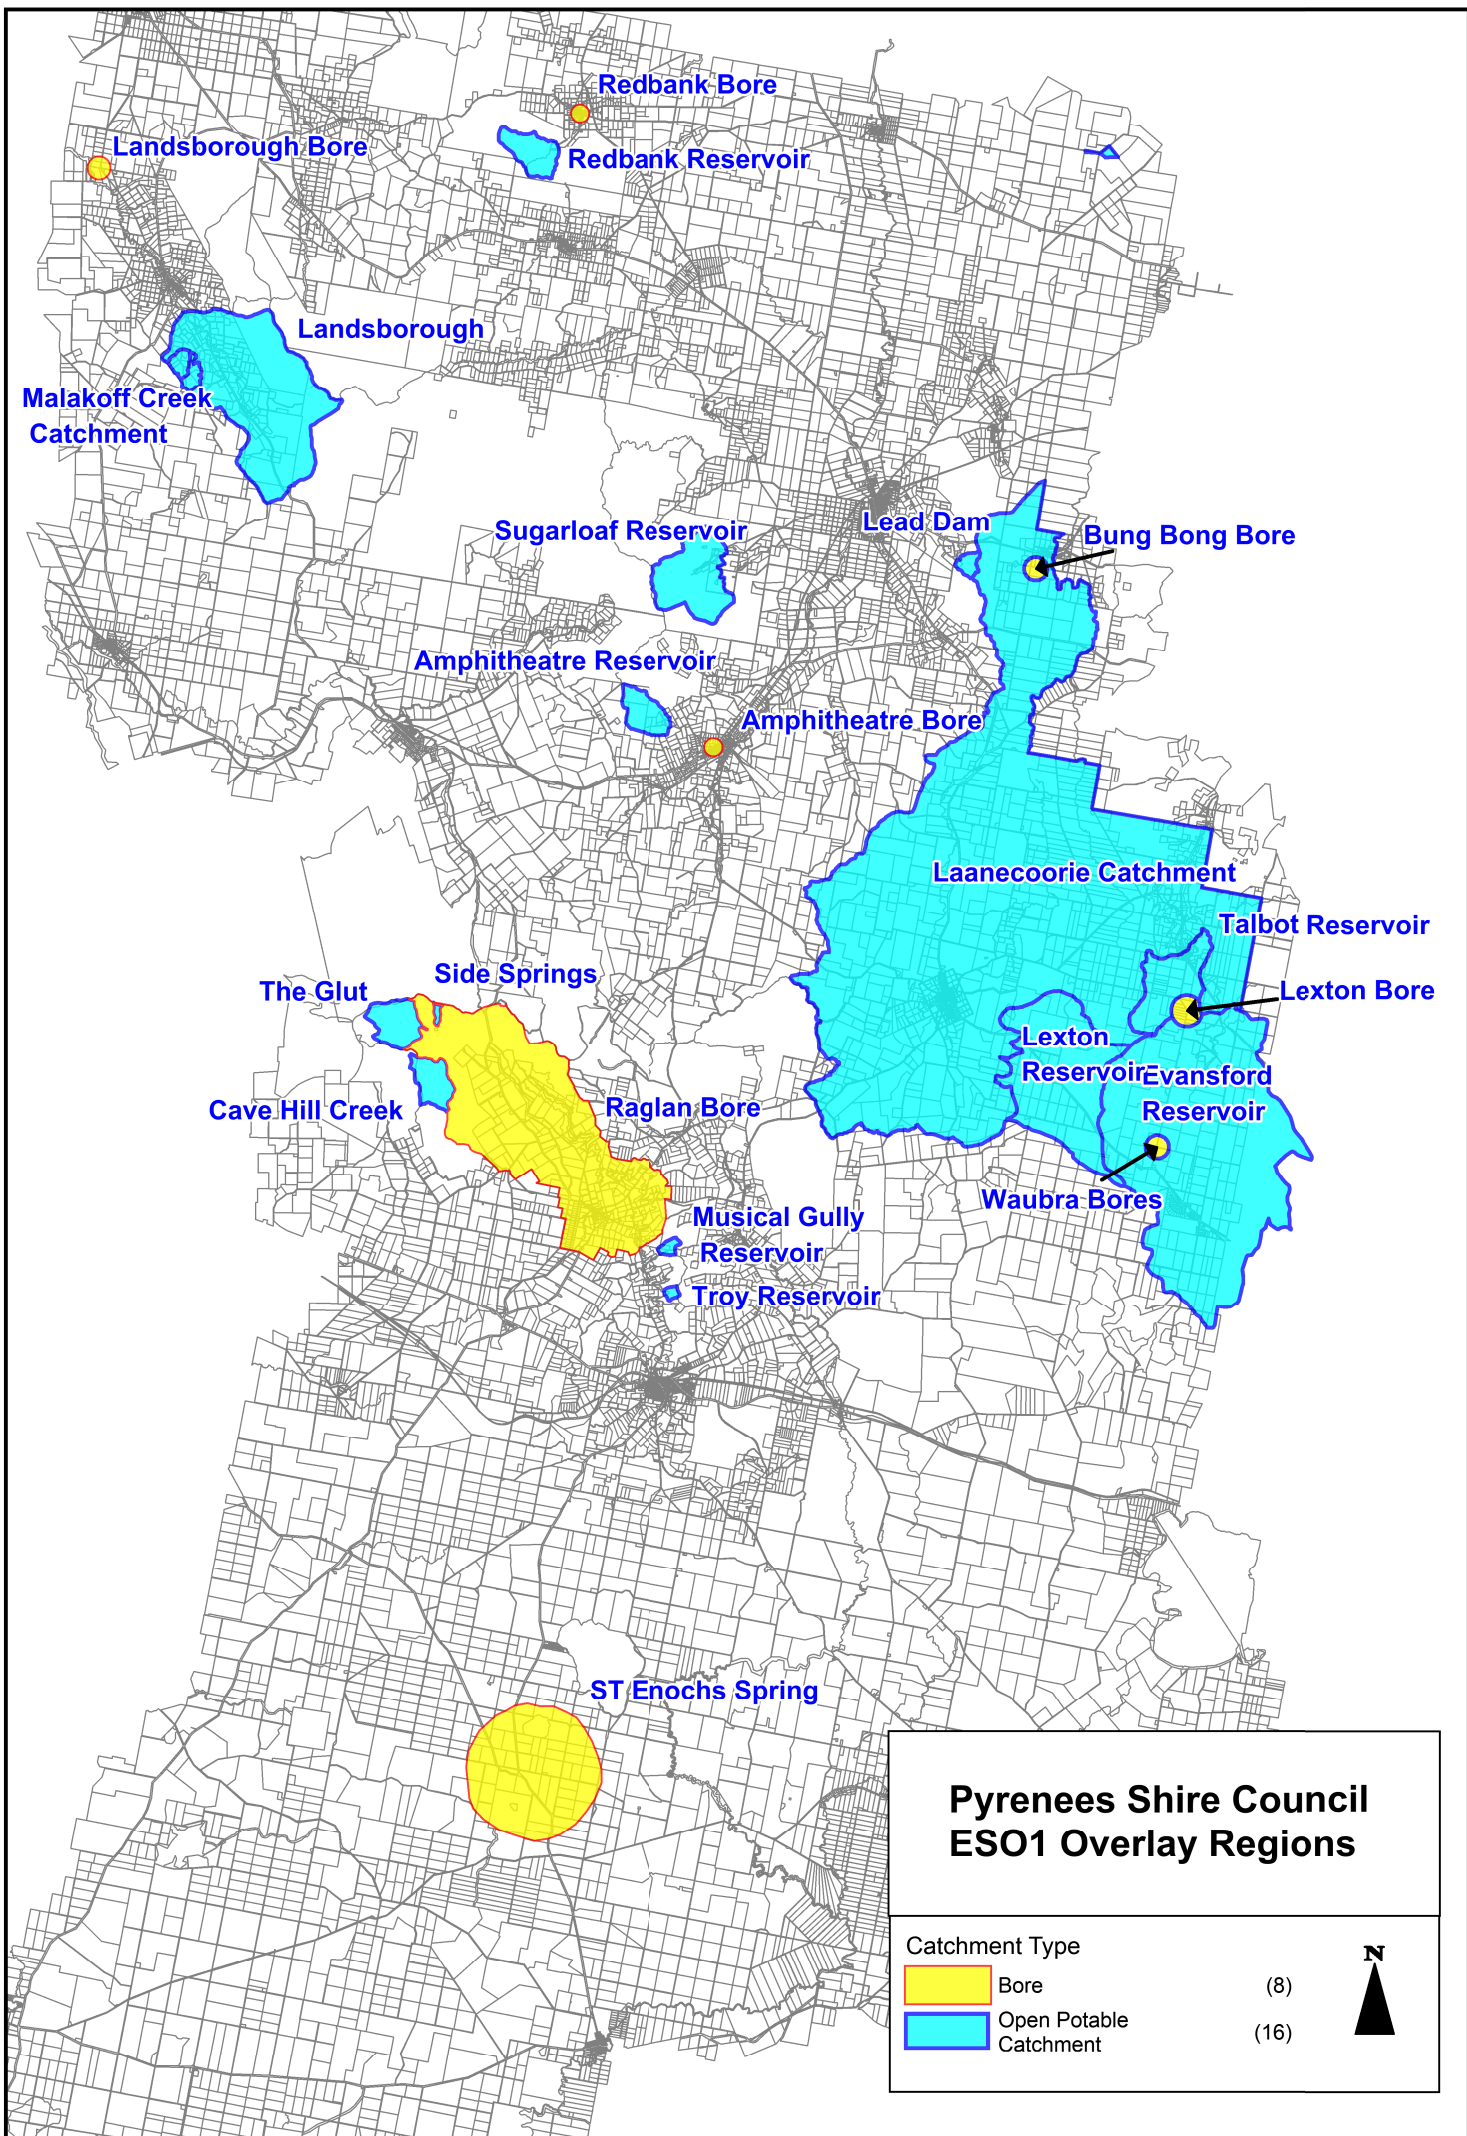 Redbank Bore
Landsborough Bore
Redbank Reservoir
Landsborough
Malakoff Creek
Catchment
Sugarloaf Reservoir
Lead Dam
Bung Bong Bore
Amphitheatre Reservoir
Amphitheatre Bore
Laanecoorie Catchment
Talbot Reservoir
Side Springs
The Glut
Lexton Bore
Lexton
Reservoir
Evansford
Reservoir
Cave Hill Creek
Raglan Bore
Waubra Bores
Musical Gully
Reservoir
Troy Reservoir
ST Enochs Spring
Pyrenees Shire Council
ESO1 Overlay Regions
Catchment Type
Bore (8)
Open Potable
Catchment (16)
N